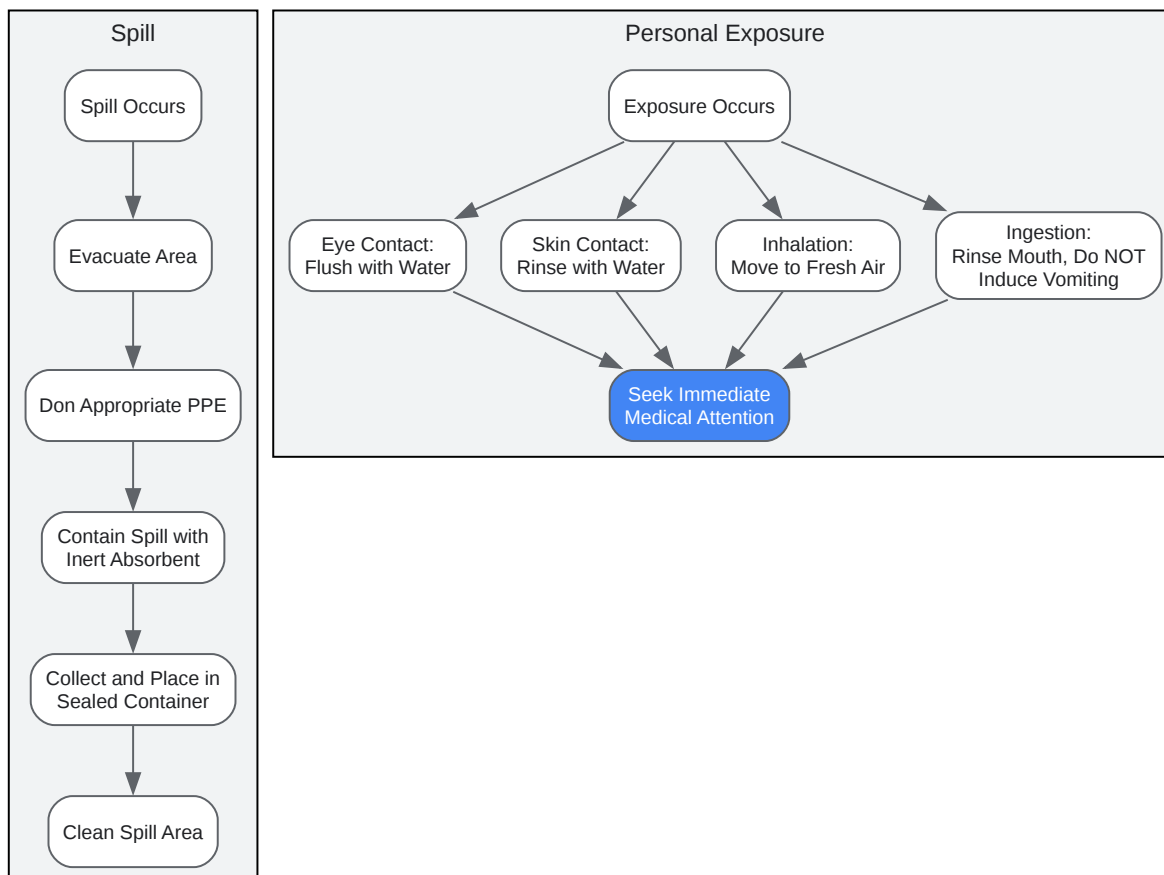 Spill
Spill Occurs
Evacuate Area
Don Appropriate PPE
Contain Spill with
Inert Absorbent
Collect and Place in
Sealed Container
Clean Spill Area
Personal Exposure
Exposure Occurs
Eye Contact:
Flush with Water
Skin Contact:
Rinse with Water
Inhalation:
Move to Fresh Air
Ingestion:
Rinse Mouth, Do NOT
Induce Vomiting
Seek Immediate
Medical Attention